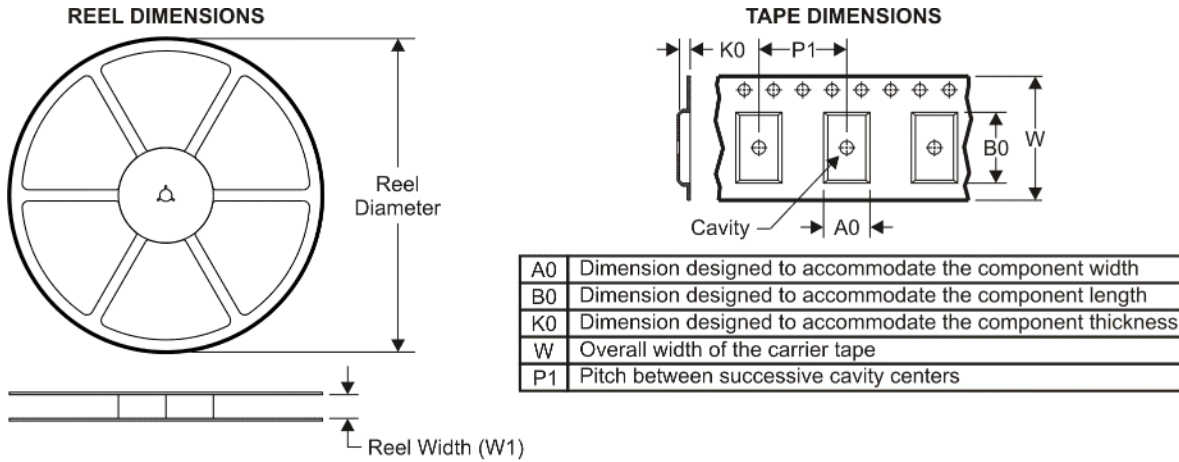 REEL DIMENSIONS
Reel
Diameter
Reel Width (W1)
TAPE DIMENSIONS
K0
P1
B0
W
Cavity
A0
A0 Dimension designed to accommodate the component width
B0 Dimension designed to accommodate the component length
K0 Dimension designed to accommodate the component thickness
W Overall width of the carrier tape
P1 Pitch between successive cavity centers